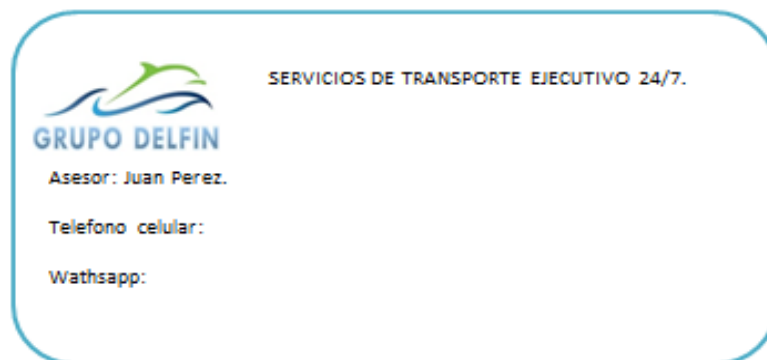 SERVICIOS DE TRANSPORTE EJECUTIVO 24/7.
GRUPO DELFIN
Asesor: Juan Perez.
Telefono celular:
Wathsapp: